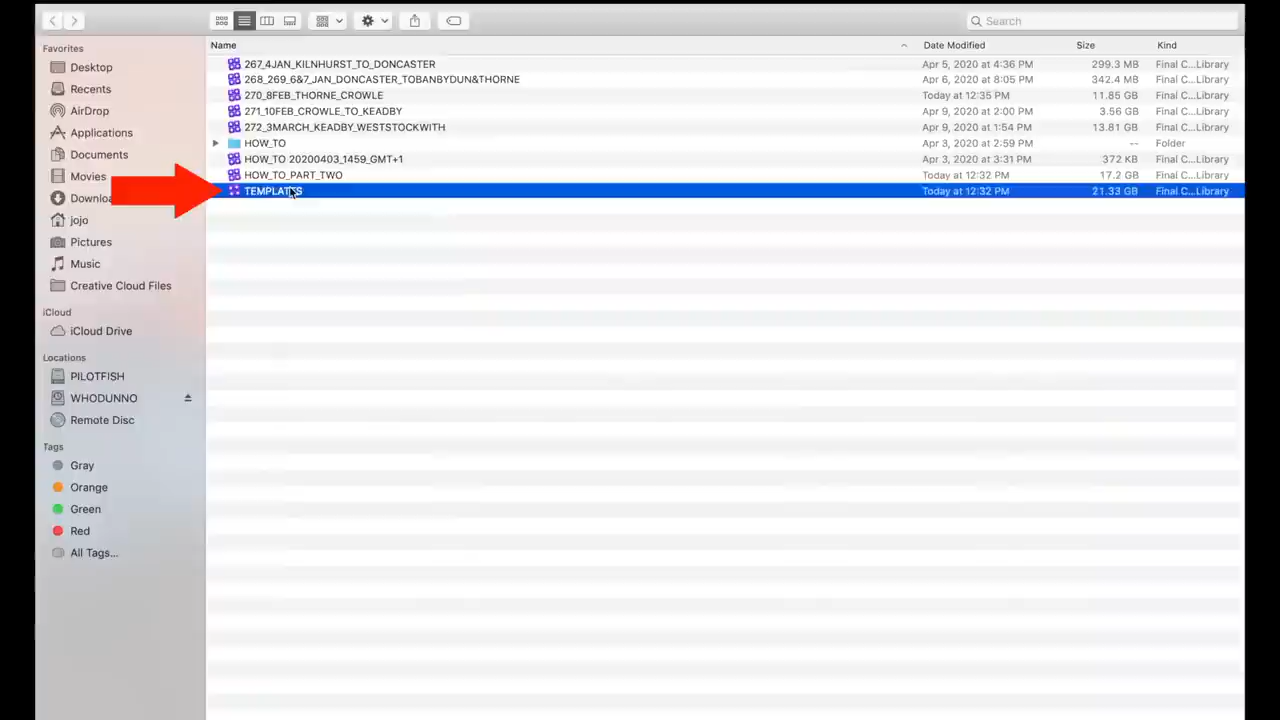 Search
Favorites
Desktop
Recents
AirDrop
Applications
Documents
Movies
jojo
Pictures
Music
Creative Cloud Files
iCloud
iCloud Drive
Locations
PILOTFISH
WHODUNNO
Remote Disc
Tags
Gray
Orange
Green
Red
All Tags...
Name Date Modified Size Kind
267_4JAN_KILNHURST_TO_DONCASTER Apr 5, 2020 at 4:36 PM 299.3 MB Final C...Library
268_269_6&7_JAN_DONCASTER_TOBANBYDUN&THORNE Apr 6, 2020 at 8:05 PM 342.4 MB Final C...Library
270_8FEB_THORNE_CROWLE Today at 12:35 PM 11.85 GB Final C...Library
271_10FEB_CROWLE_TO_KEADBY Apr 9, 2020 at 2:00 PM 3.56 GB Final C...Library
272_3MARCH_KEADBY_WESTSTOCKWITH Apr 9, 2020 at 1:54 PM 13.81 GB Final C...Library
HOW_TO Apr 3, 2020 at 2:59 PM -- Folder
HOW_TO 20200403_1459_GMT+1 Apr 3, 2020 at 3:31 PM 372 KB Final C...Library
HOW_TO_PART_TWO Today at 12:32 PM 17.2 GB Final C...Library
TEMPLATES Today at 12:32 PM 21.33 GB Final C...Library